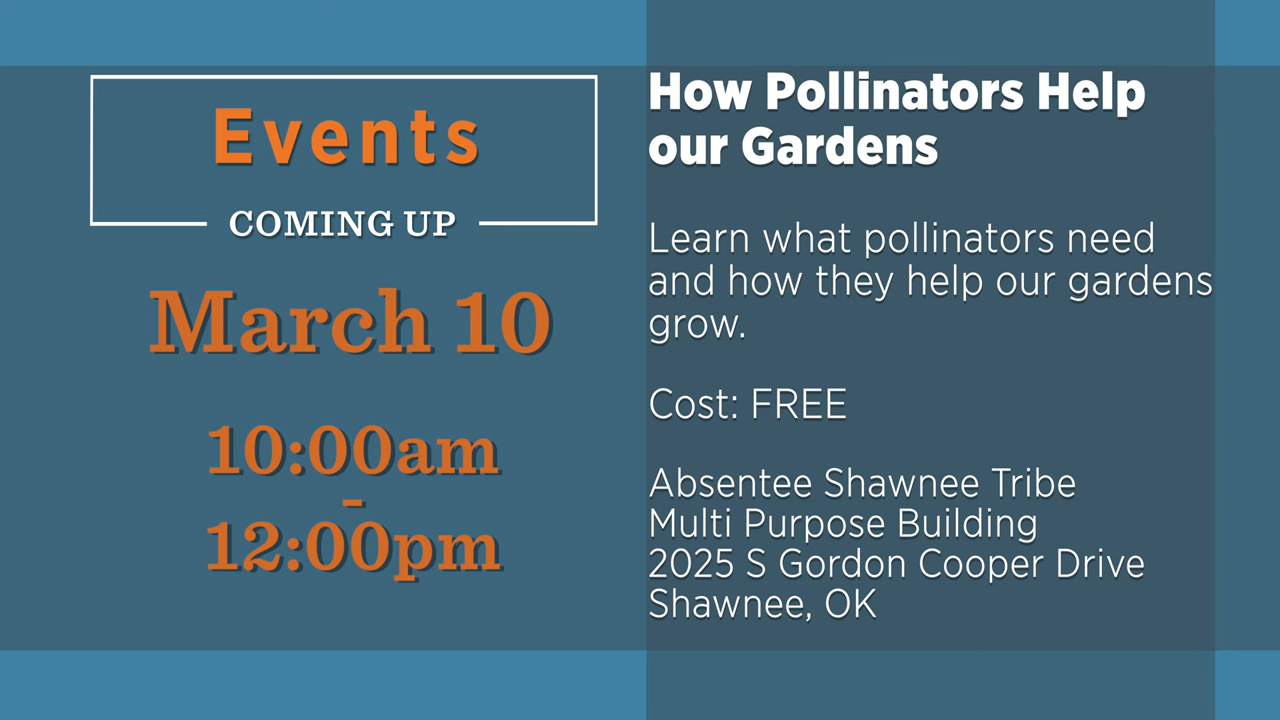 Events
COMING UP
March 10
10:00am
-
12:00pm
How Pollinators Help
our Gardens
Learn what pollinators need
and how they help our gardens
grow.
Cost: FREE
Absentee Shawnee Tribe
Multi Purpose Building
2025 S Gordon Cooper Drive
Shawnee, OK